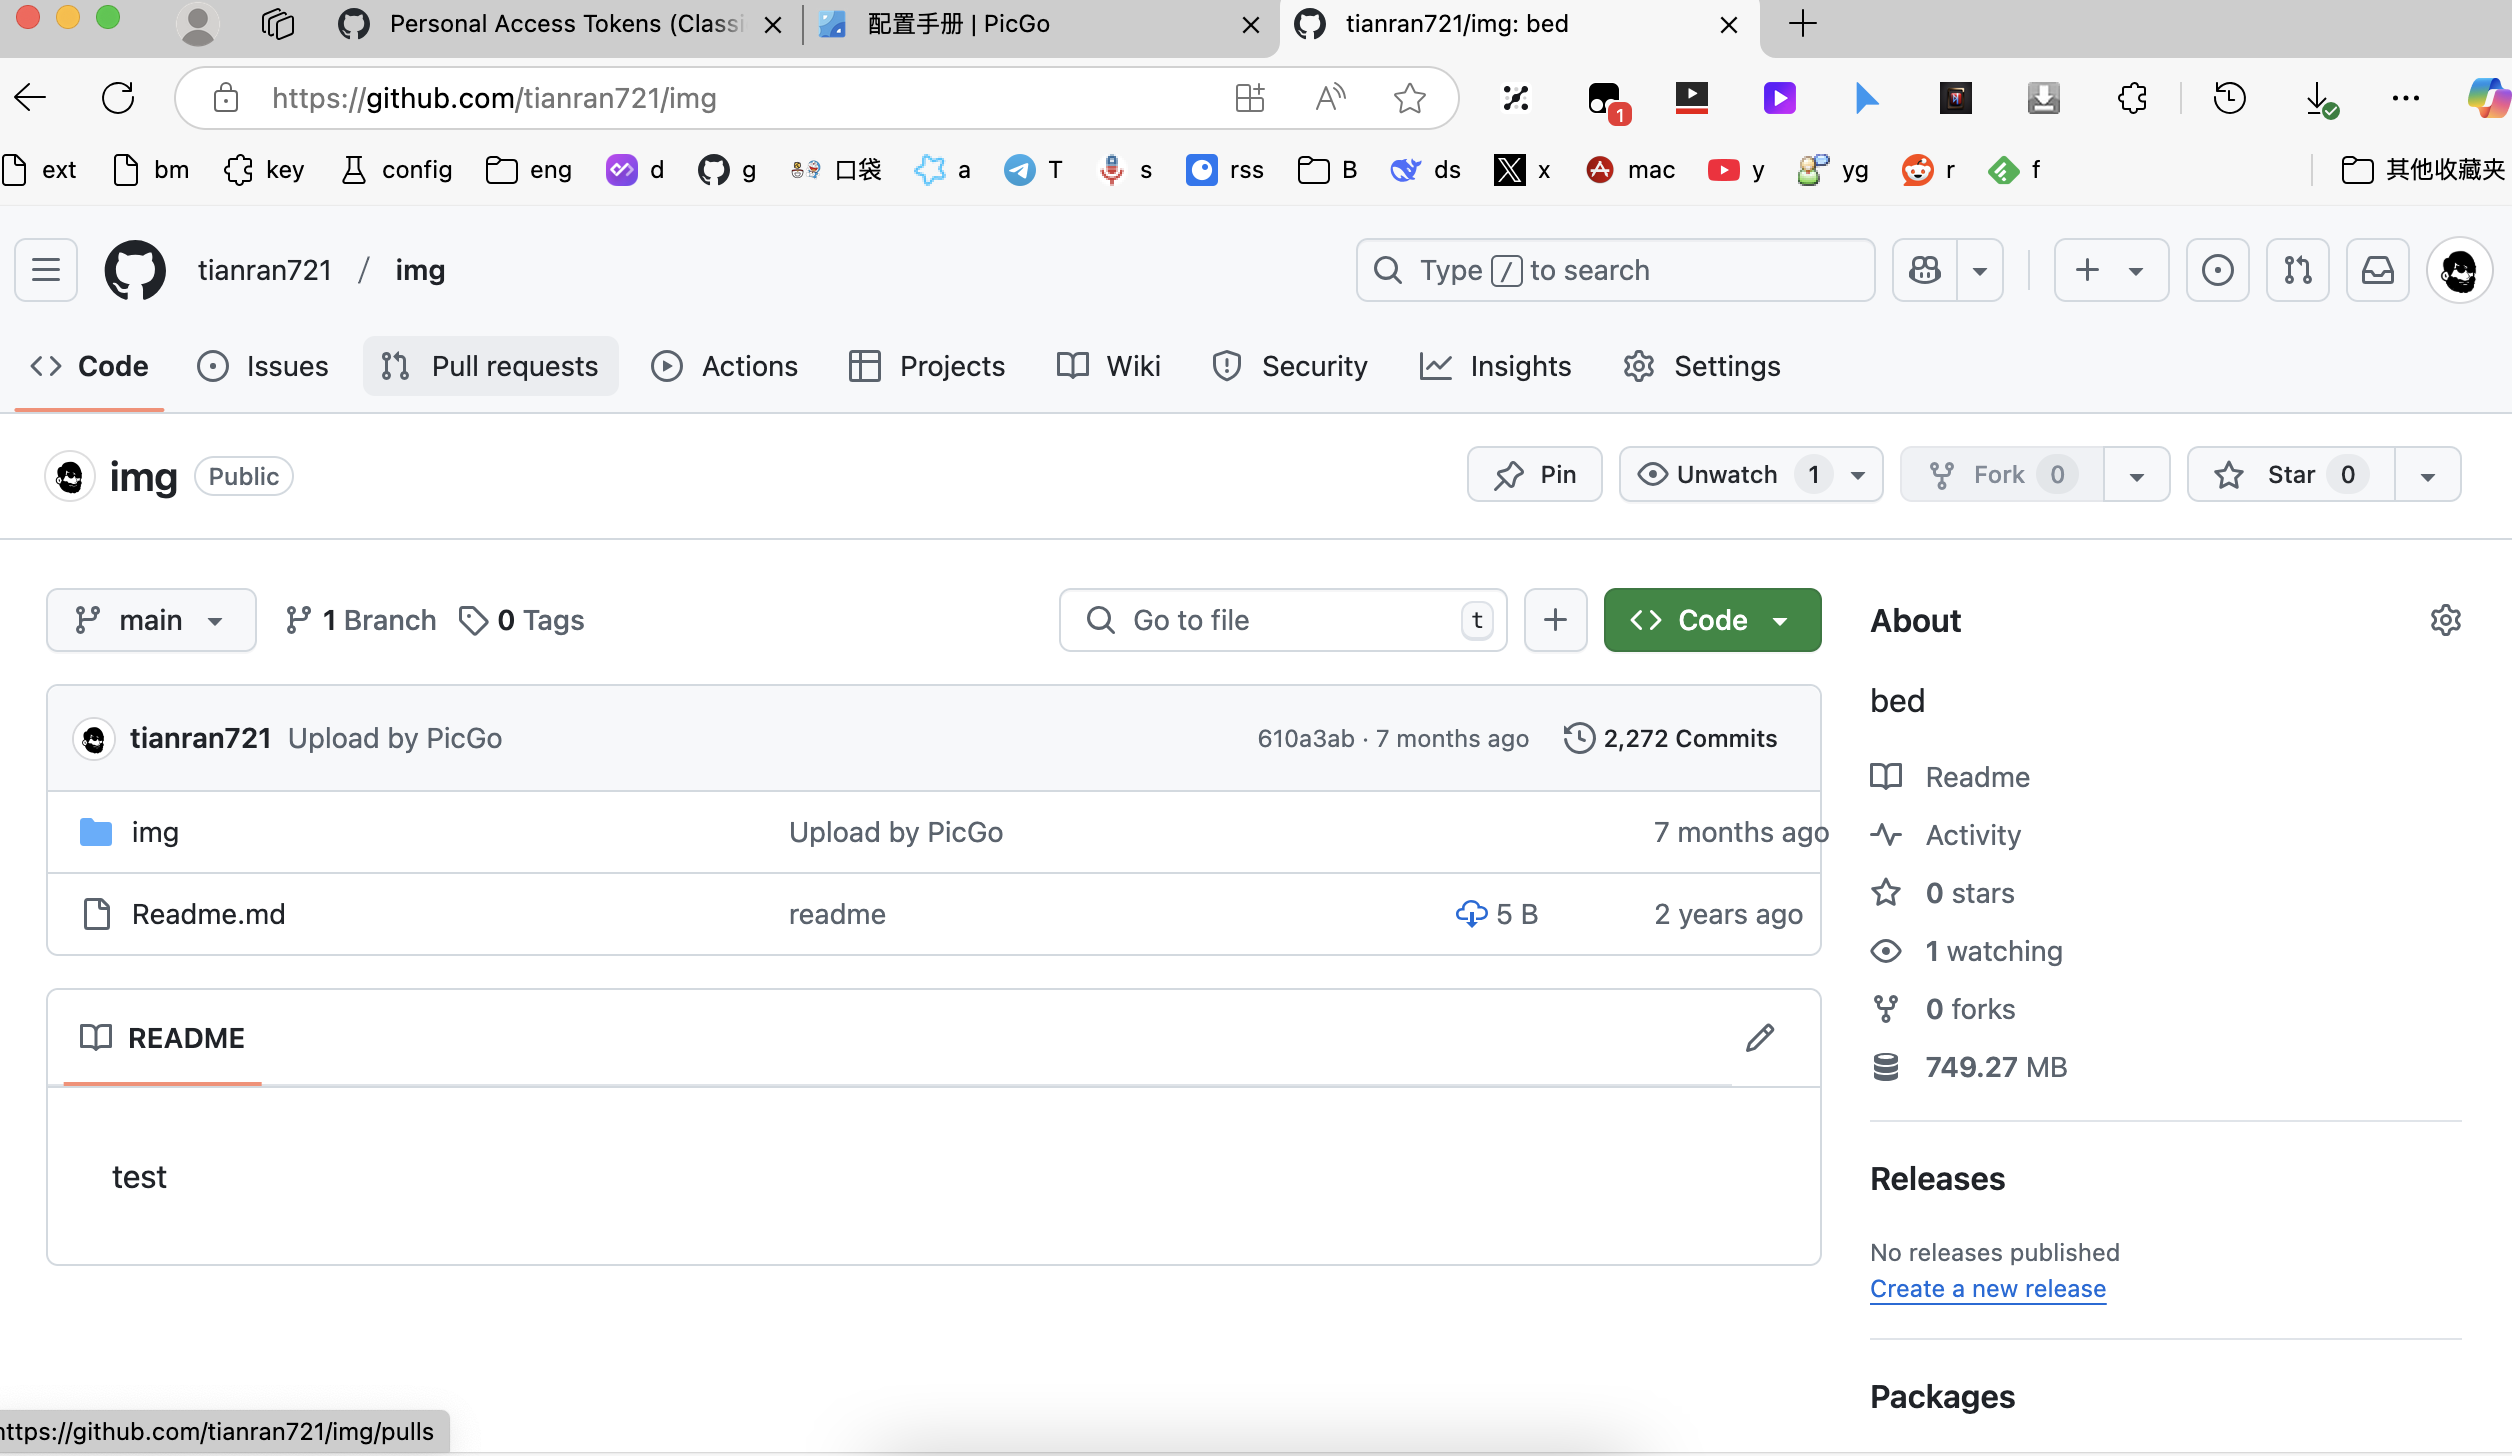 Personal Access Tokens (Classi
配置手册 | PicGo
tianran721/img: bed
https://github.com/tianran721/img
1
ext bm key config eng d g 口袋 a T s rss B ds x mac y yg r f 其他收藏夹
tianran721 / img
Type / to search
Code Issues Pull requests Actions Projects Wiki Security Insights Settings
img Public
Pin Unwatch 1 Fork 0 Star 0
main 1 Branch 0 Tags
Go to file t
Code
tianran721 Upload by PicGo 610a3ab · 7 months ago 2,272 Commits
img Upload by PicGo 7 months ago
Readme.md readme 5 B 2 years ago
README
test
About
bed
Readme
Activity
0 stars
1 watching
0 forks
749.27 MB
Releases
No releases published
Create a new release
Packages
https://github.com/tianran721/img/pulls